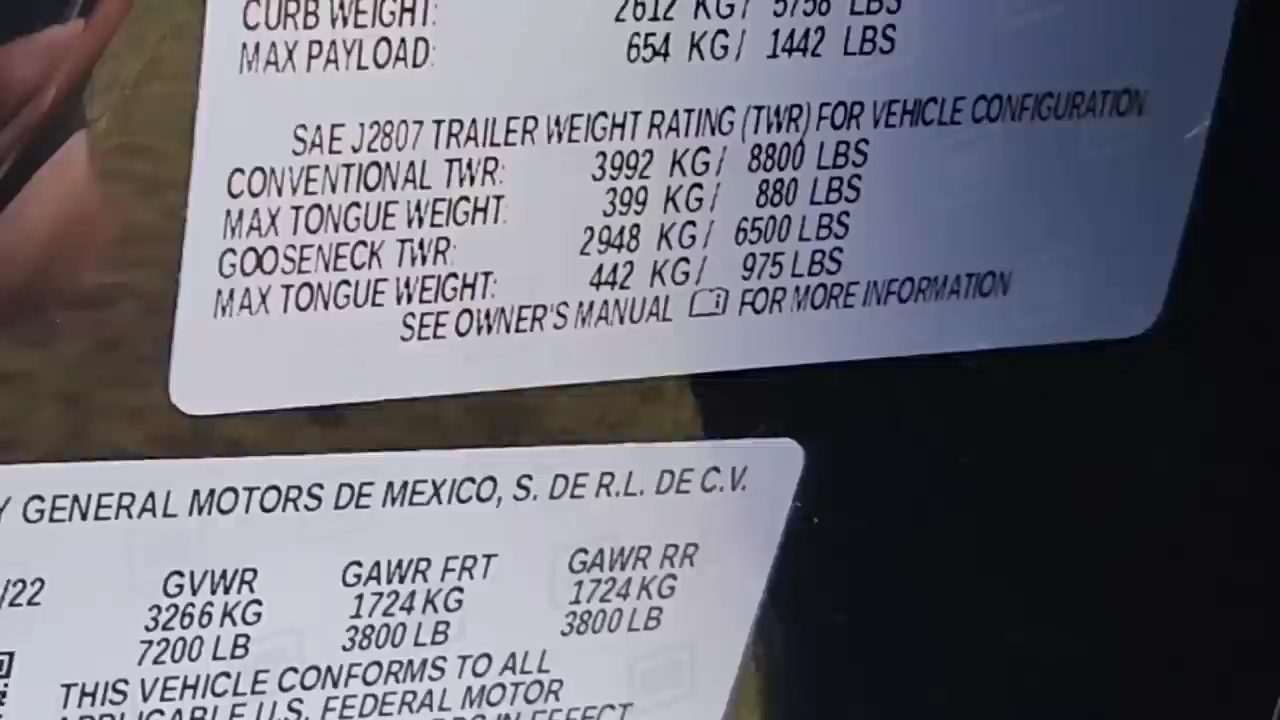 CURB WEIGHT: 2612 KG/ 5758 LBS
MAX PAYLOAD: 654 KG/ 1442 LBS
SAE J2807 TRAILER WEIGHT RATING (TWR) FOR VEHICLE CONFIGURATION
CONVENTIONAL TWR: 3992 KG/ 8800 LBS
MAX TONGUE WEIGHT: 399 KG/ 880 LBS
GOOSENECK TWR: 2948 KG/ 6500 LBS
MAX TONGUE WEIGHT: 442 KG/ 975 LBS
SEE OWNER'S MANUAL FOR MORE INFORMATION
Y GENERAL MOTORS DE MEXICO, S. DE R.L. DE C.V.
/22 GVWR GAWR FRT GAWR RR
3266 KG 1724 KG 1724 KG
7200 LB 3800 LB 3800 LB
THIS VEHICLE CONFORMS TO ALL
APPLICABLE U.S. FEDERAL MOTOR
IN EFFECT